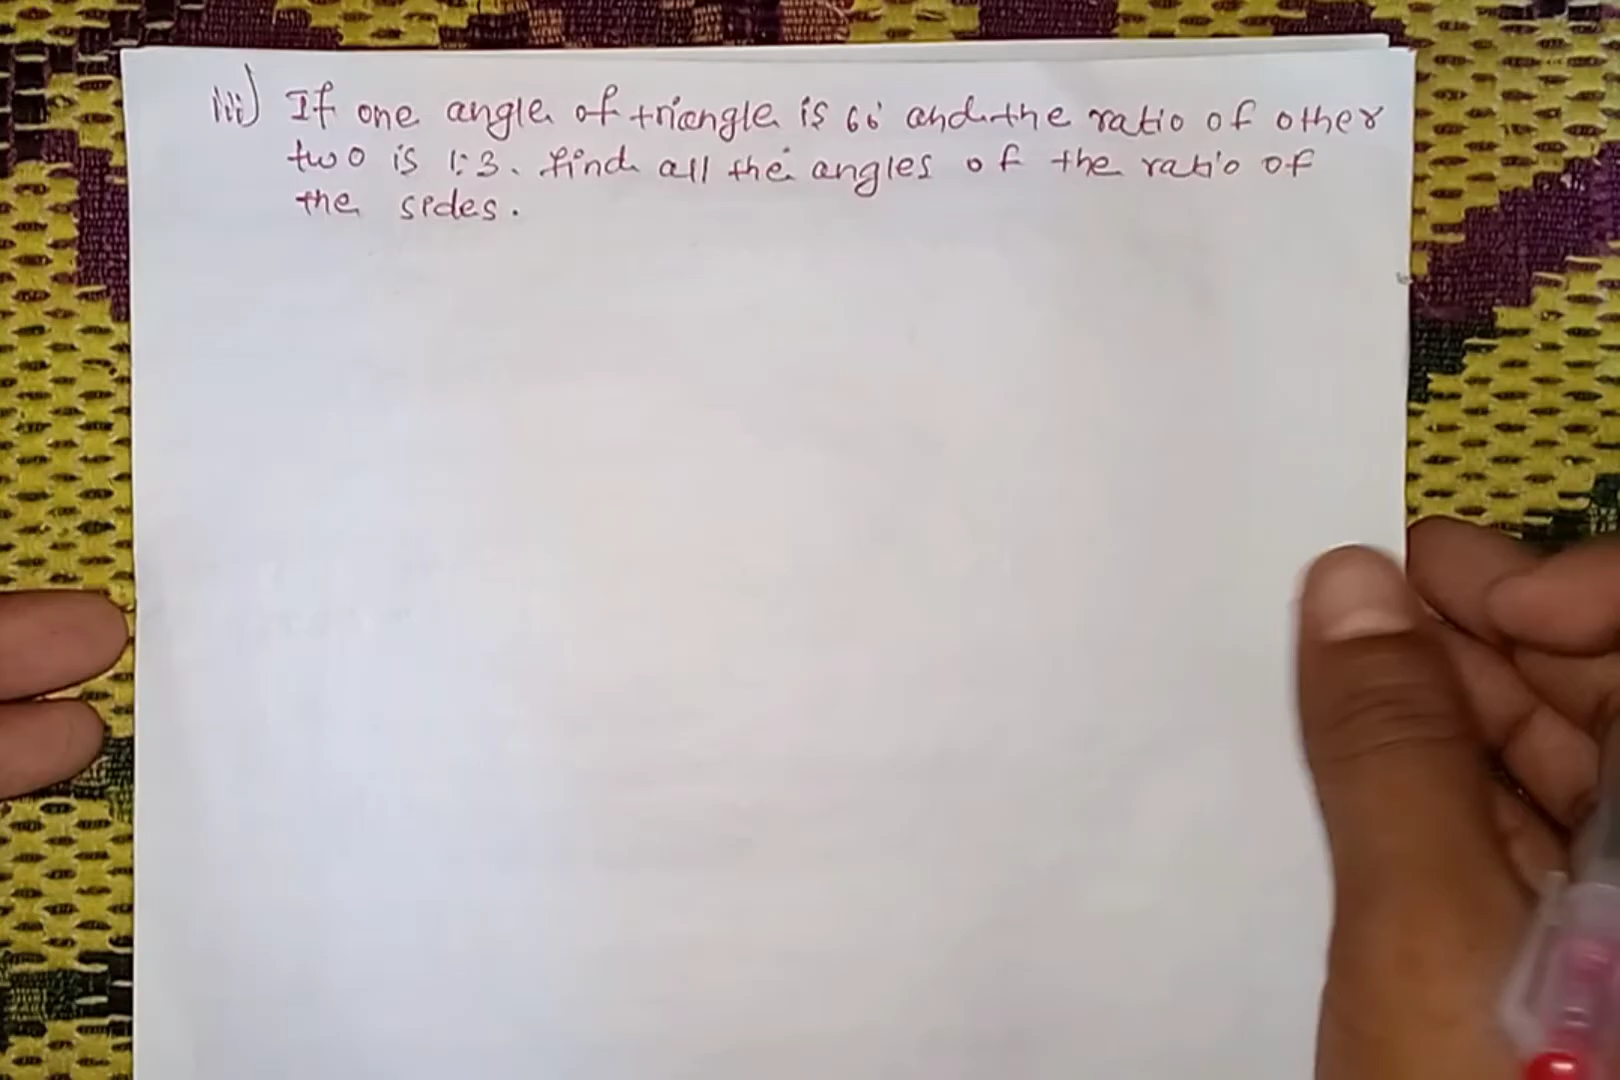 iii) If one angle of triangle is 60° and the ratio of other
two is 1:3. find all the angles of the ratio of
the sides.